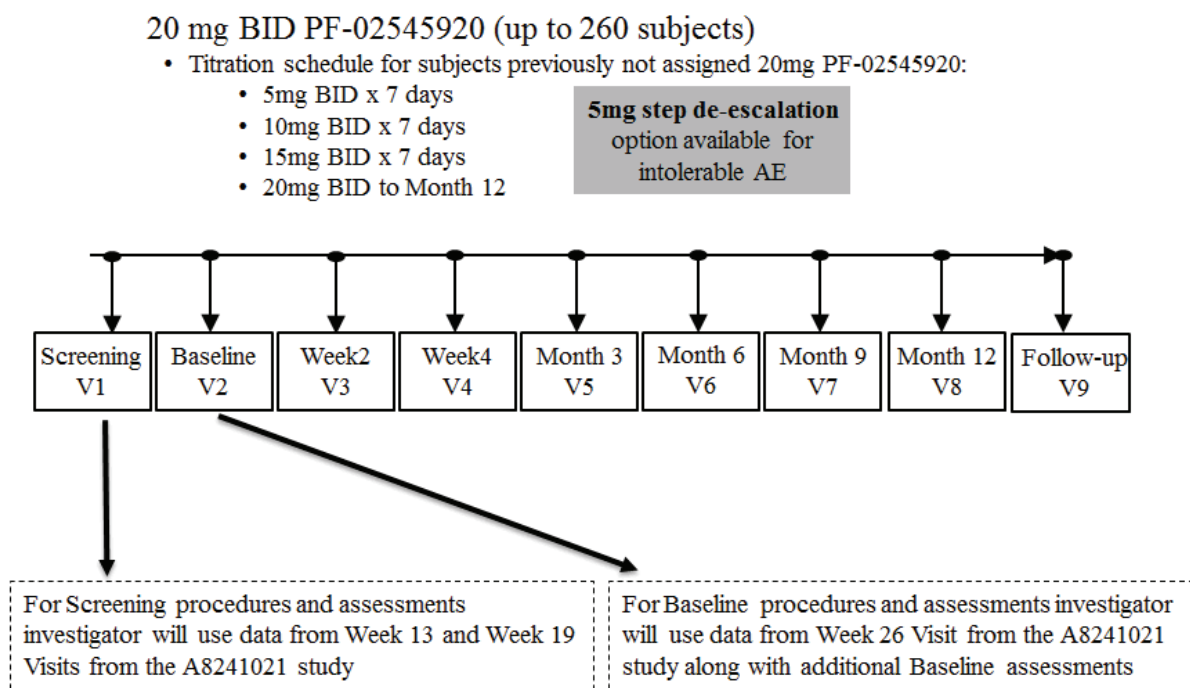 20 mg BID PF-02545920 (up to 260 subjects)
• Titration schedule for subjects previously not assigned 20mg PF-02545920:
• 5mg BID x 7 days
• 10mg BID x 7 days
• 15mg BID x 7 days
• 20mg BID to Month 12
5mg step de-escalation
option available for
intolerable AE
Screening
V1
Baseline
V2
Week2
V3
Week4
V4
Month 3
V5
Month 6
V6
Month 9
V7
Month 12
V8
Follow-up
V9
For Screening procedures and assessments
investigator will use data from Week 13 and Week 19
Visits from the A8241021 study
For Baseline procedures and assessments investigator
will use data from Week 26 Visit from the A8241021
study along with additional Baseline assessments